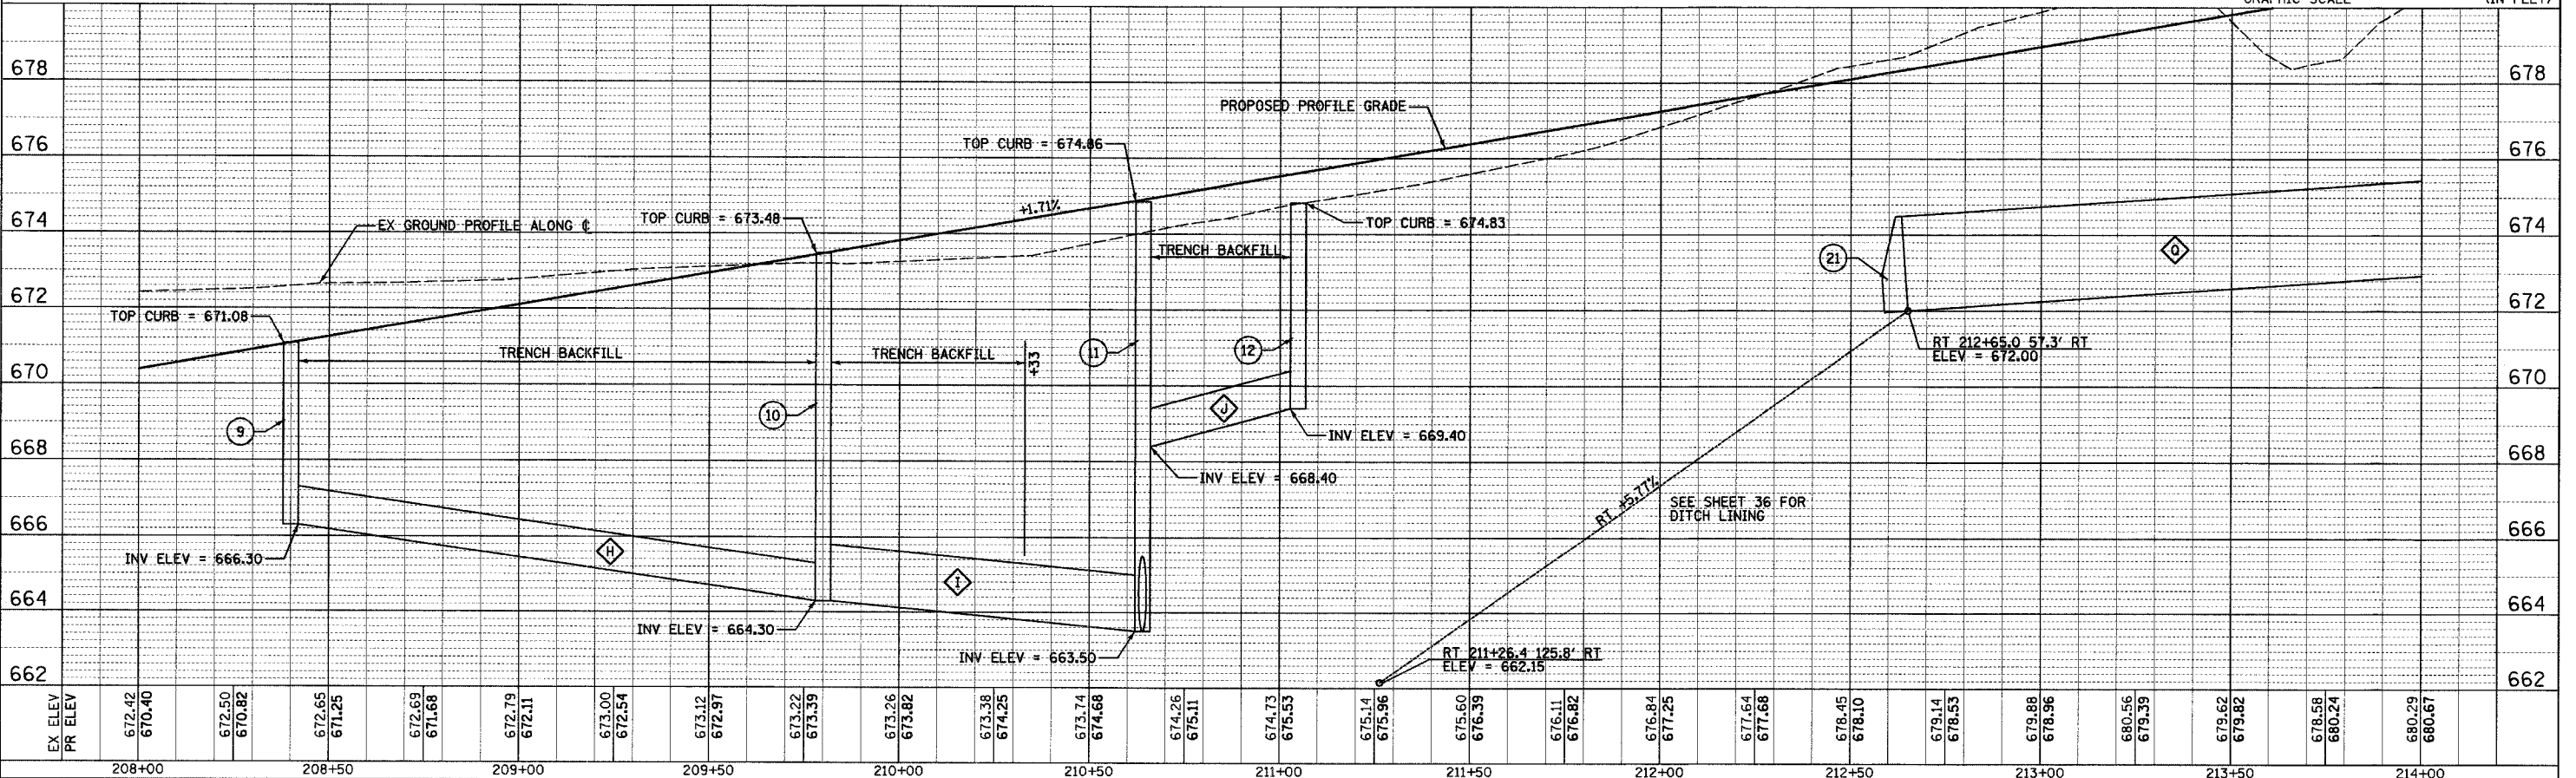 GRAPHIC SCALE (IN FEET)
678 678
PROPOSED PROFILE GRADE
676 676
TOP CURB = 674.86
+1.71%
674 674
EX GROUND PROFILE ALONG ℄
TOP CURB = 673.48
TOP CURB = 674.83
TRENCH BACKFILL
21
Q
672 672
TOP CURB = 671.08
TRENCH BACKFILL
TRENCH BACKFILL
+33
11
12
RT 212+65.0 57.3' RT
ELEV = 672.00
670 670
9
10
J
INV ELEV = 669.40
668 668
INV ELEV = 668.40
RT +5.77%
SEE SHEET 36 FOR
DITCH LINING
666 666
INV ELEV = 666.30
H
I
664 664
INV ELEV = 664.30
INV ELEV = 663.50
RT 211+26.4 125.8' RT
ELEV = 662.15
662 662
EX ELEV 672.42 672.50 672.65 672.69 672.79 673.00 673.12 673.22 673.26 673.38 673.74 674.26 674.73 675.14 675.60 676.11 676.84 677.64 678.45 679.14 679.88 680.56 679.62 678.58 680.29
PR ELEV 670.40 670.82 671.25 671.68 672.11 672.54 672.97 673.39 673.82 674.25 674.68 675.11 675.53 675.96 676.39 676.82 677.25 677.68 678.10 678.53 678.96 679.39 679.82 680.24 680.67
208+00 208+50 209+00 209+50 210+00 210+50 211+00 211+50 212+00 212+50 213+00 213+50 214+00